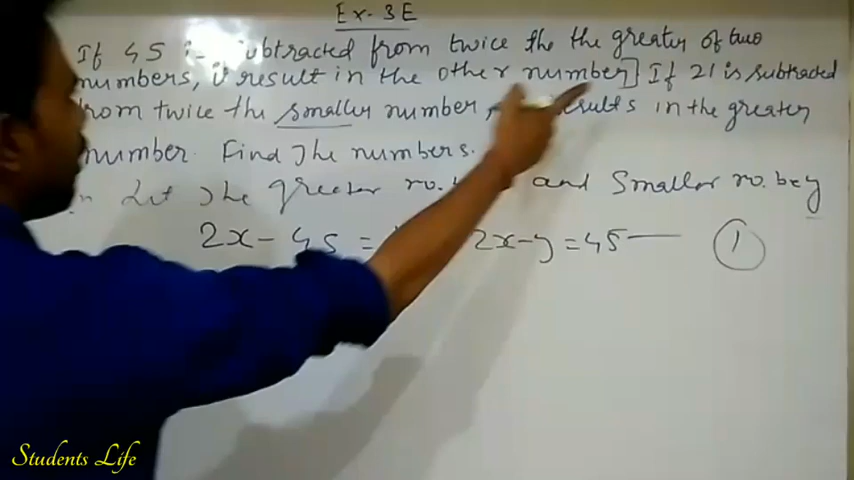 Ex-3E
If 45 is subtracted from twice the the greater of two
numbers, it result in the other number] If 21 is subtracted
from twice the smaller number results in the greater
number. Find The numbers.
Let The greater no. and Smaller no. be y
2x - 45 = 2x-y = 45 — 1
Students Life